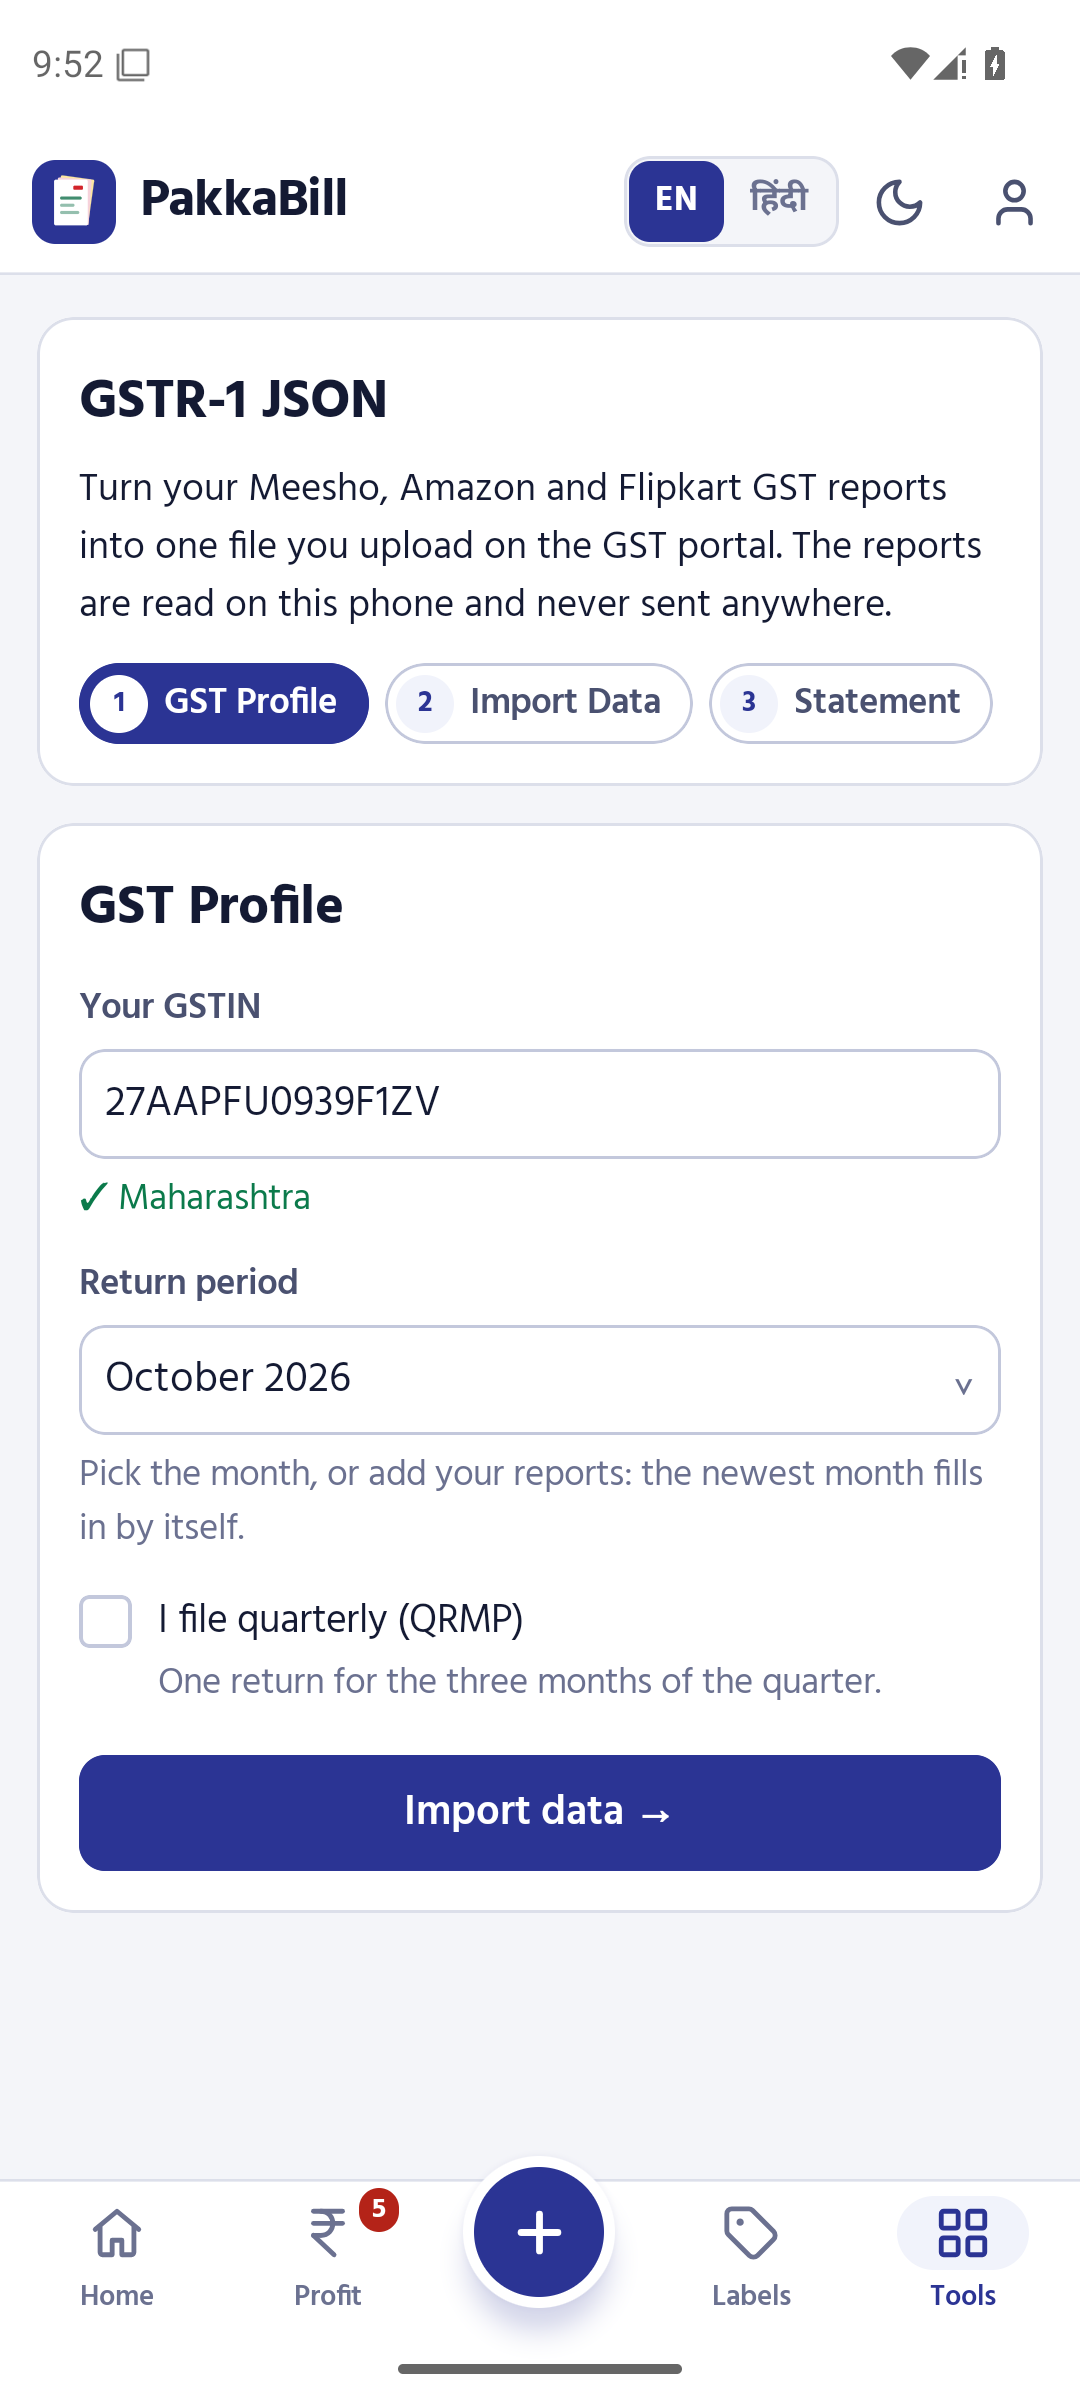 9:52
PakkaBill
EN हिंदी
GSTR-1 JSON
Turn your Meesho, Amazon and Flipkart GST reports
into one file you upload on the GST portal. The reports
are read on this phone and never sent anywhere.
1 GST Profile 2 Import Data 3 Statement
GST Profile
Your GSTIN
27AAPFU0939F1ZV
✓ Maharashtra
Return period
October 2026
Pick the month, or add your reports: the newest month fills
in by itself.
I file quarterly (QRMP)
One return for the three months of the quarter.
Import data →
5
Home Profit Labels Tools